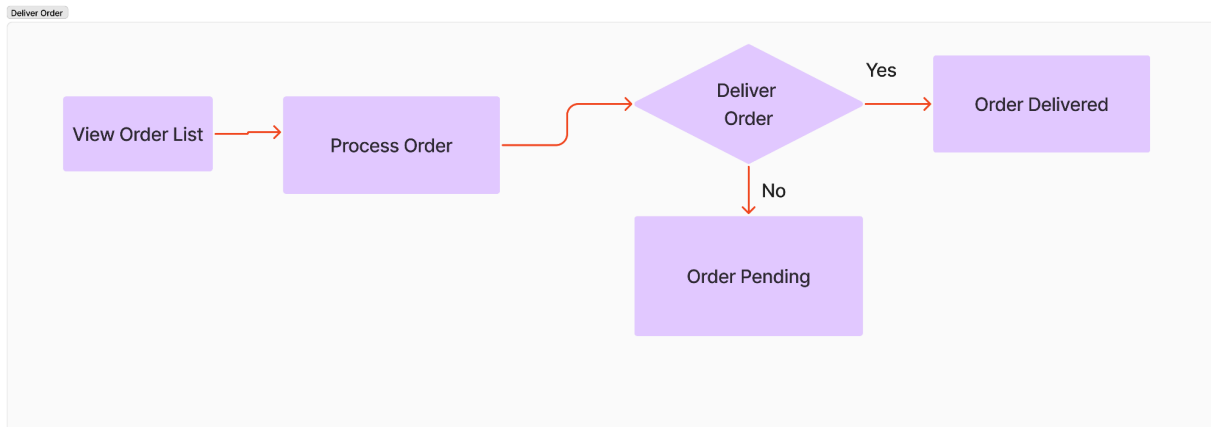 Deliver Order
View Order List
Process Order
Deliver
Order
Yes
Order Delivered
No
Order Pending